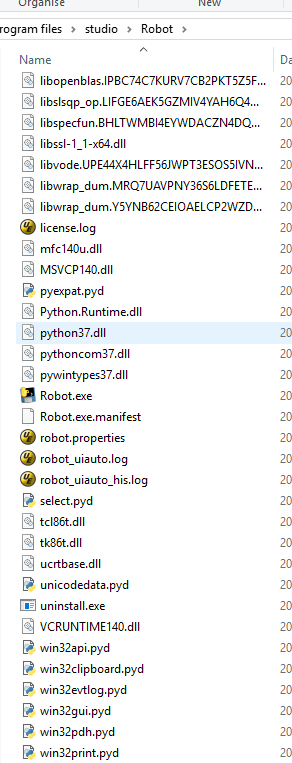 Organise
New
rogram files > studio > Robot >
Name
Da
libopenblas.IPBC74C7KURV7CB2PKT5Z5F...
20
libslsqp_op.LIFGE6AEK5GZMIV4YAH6Q4...
20
libspecfun.BHLTWMBI4EYWDACZN4DQ...
20
libssl-1_1-x64.dll
20
libvode.UPE44X4HLFF56JWPT3ESOS5IVN...
20
libwrap_dum.MRQ7UAVPNY36S6LDFETE...
20
libwrap_dum.Y5YNB62CEIOAELCP2WZD...
20
license.log
20
mfc140u.dll
20
MSVCP140.dll
20
pyexpat.pyd
20
Python.Runtime.dll
20
python37.dll
20
pythoncom37.dll
20
pywintypes37.dll
20
Robot.exe
20
Robot.exe.manifest
20
robot.properties
20
robot_uiauto.log
20
robot_uiauto_his.log
20
select.pyd
20
tcl86t.dll
20
tk86t.dll
20
ucrtbase.dll
20
unicodedata.pyd
20
uninstall.exe
20
VCRUNTIME140.dll
20
win32api.pyd
20
win32clipboard.pyd
20
win32evtlog.pyd
20
win32gui.pyd
20
win32pdh.pyd
20
win32print.pyd
20